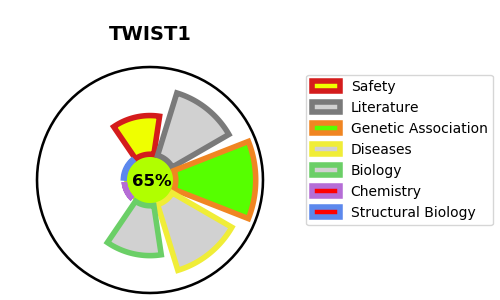 TWIST1
65%
Safety
Literature
Genetic Association
Diseases
Biology
Chemistry
Structural Biology